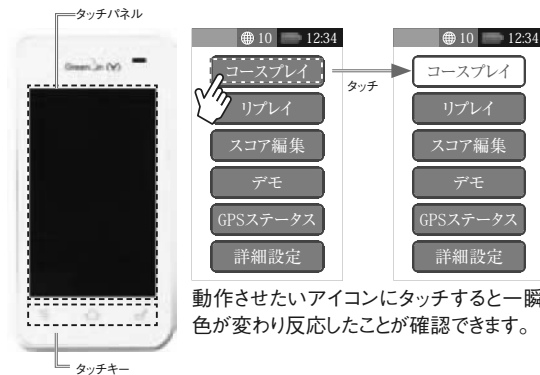 タッチパネル
10 12:34
コースプレイ
リプレイ
スコア編集
デモ
GPSステータス
詳細設定
タッチ
10 12:34
コースプレイ
リプレイ
スコア編集
デモ
GPSステータス
詳細設定
動作させたいアイコンにタッチすると一瞬
色が変わり反応したことが確認できます。
タッチキー